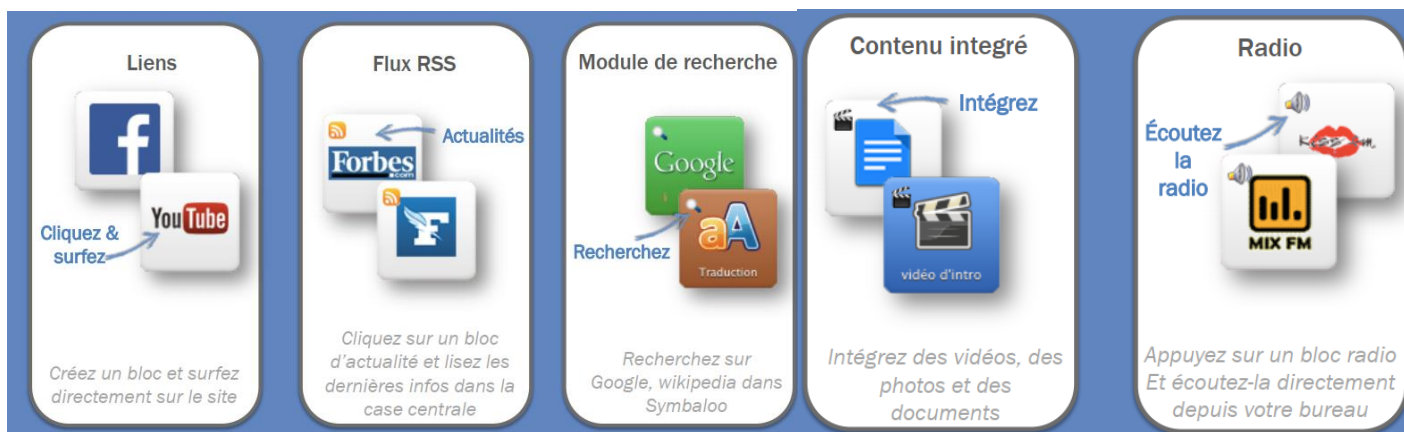 Liens
YouTube
Cliquez &
surfez
Créez un bloc et surfez
directement sur le site
Flux RSS
Actualités
Forbes
.com
F
Cliquez sur un bloc
d'actualité et lisez les
dernières infos dans la
case centrale
Module de recherche
Google
Recherchez
aA
Traduction
Recherchez sur
Google, wikipedia dans
Symbaloo
Contenu integré
Intégrez
vidéo d'intro
Intégrez des vidéos, des
photos et des
documents
Radio
Écoutez
la
radio
MIX FM
Appuyez sur un bloc radio
Et écoutez-la directement
depuis votre bureau